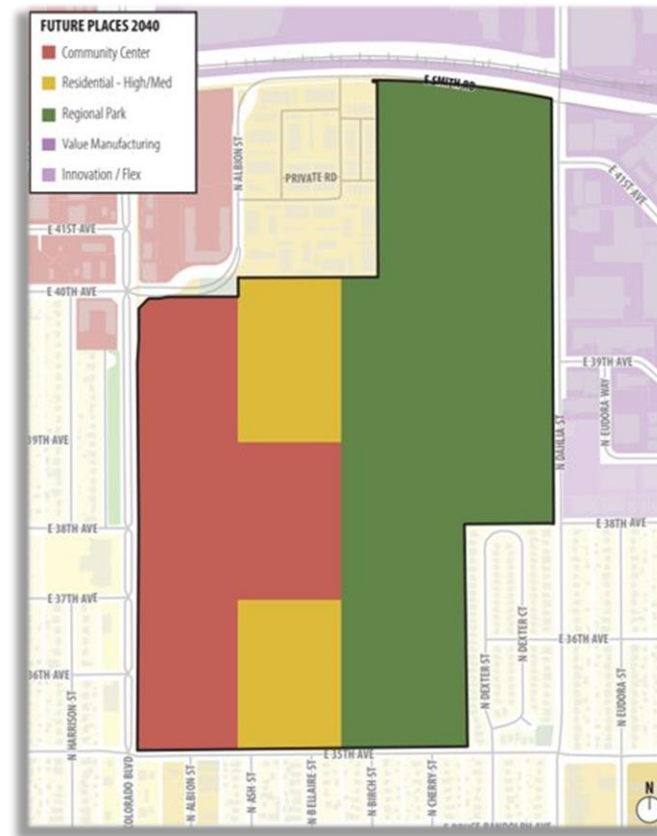 FUTURE PLACES 2040
Community Center
Residential - High/Med
Regional Park
Value Manufacturing
Innovation / Flex
E SMITH RD
N ALBION ST
PRIVATE RD
E 41ST AVE
E 41ST AVE
E 40TH AVE
E 39TH AVE
N EUDORA WAY
N DAHLIA ST
39TH AVE
E 38TH AVE
E 38TH AVE
E 37TH AVE
N DEXTER CT
E 36TH AVE
36TH AVE
N DEXTER ST
N EUDORA ST
N HARRISON ST
E 35TH AVE
COLORADO BLVD
N ALBION ST
N ASH ST
N BELLAIRE ST
N BIRCH ST
N CHERRY ST
N
E BRUCE RANDOLPH AVE